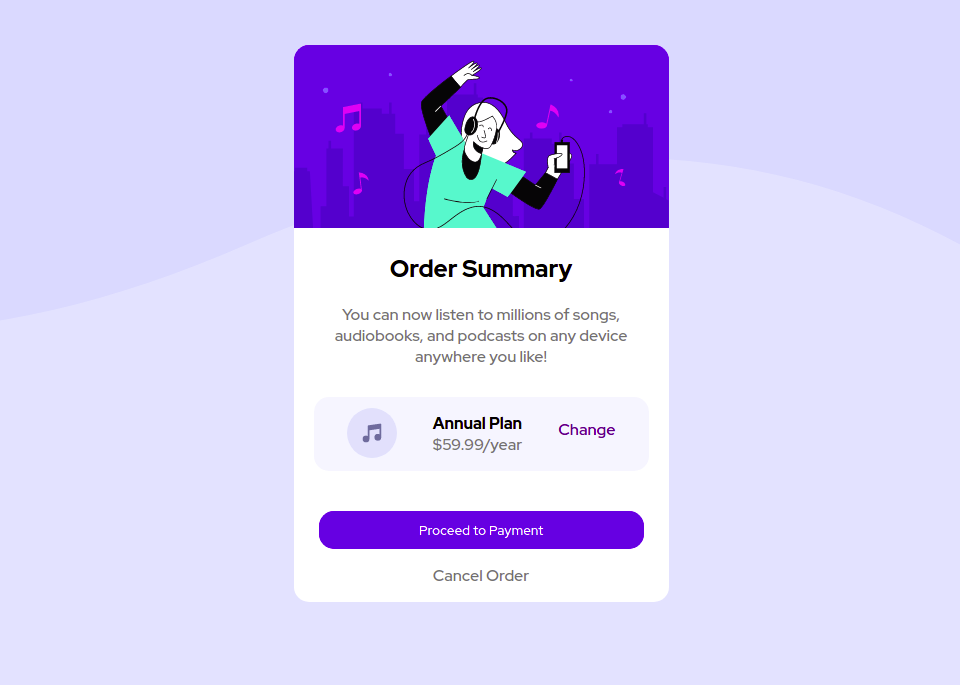 Order Summary
You can now listen to millions of songs,
audiobooks, and podcasts on any device
anywhere you like!
Annual Plan
$59.99/year
Change
Proceed to Payment
Cancel Order